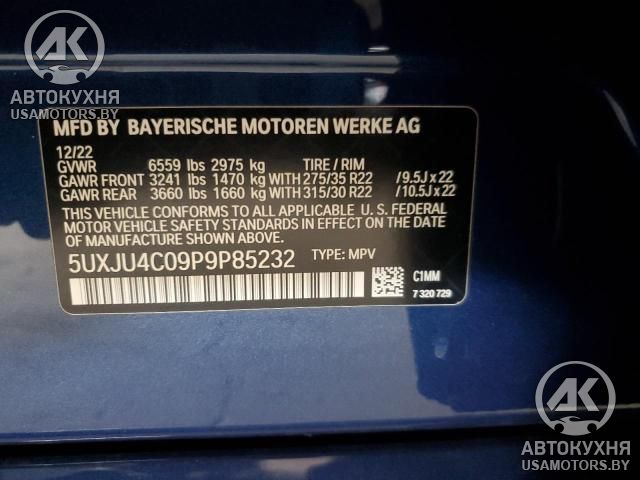 AK
АВТОКУХНЯ
USAMOTORS.BY
MFD BY BAYERISCHE MOTOREN WERKE AG
12/22
GVWR 6559 lbs 2975 kg TIRE / RIM
GAWR FRONT 3241 lbs 1470 kg WITH 275/35 R22 / 9.5J x 22
GAWR REAR 3660 lbs 1660 kg WITH 315/30 R22 / 10.5J x 22
THIS VEHICLE CONFORMS TO ALL APPLICABLE U. S. FEDERAL
MOTOR VEHICLE SAFETY STANDARDS IN EFFECT ON THE DATE
OF MANUFACTURE SHOWN ABOVE.
5UXJU4C09P9P85232 TYPE: MPV
C1MM
7 320 729
AK
АВТОКУХНЯ
USAMOTORS.BY